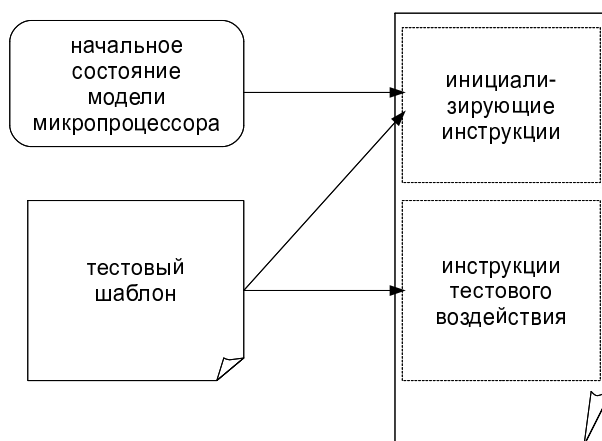 начальное
состояние
модели
микропроцессора
инициали-
зирующие
инструкции
тестовый
шаблон
инструкции
тестового
воздействия